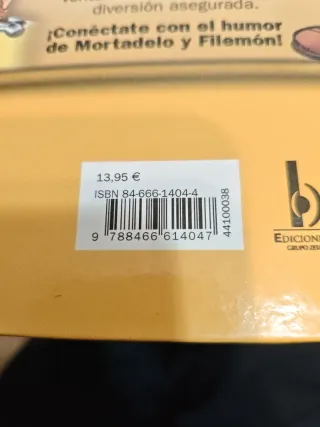 diversión asegurada.
¡Conéctate con el humor
de Mortadelo y Filemón!
13,95 €
ISBN 84-666-1404-4
9 788466 614047
44100038
b
EDICIONE
GRUPO ZE